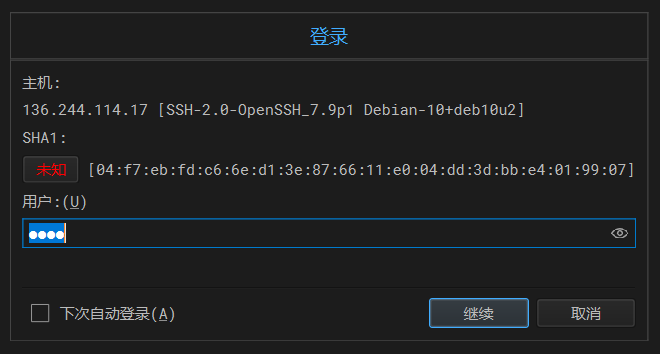 登录
主机:
136.244.114.17 [SSH-2.0-OpenSSH_7.9p1 Debian-10+deb10u2]
SHA1:
未知 [04:f7:eb:fd:c6:6e:d1:3e:87:66:11:e0:04:dd:3d:bb:e4:01:99:07]
用户:(U)
●●●●
下次自动登录(A) 继续 取消